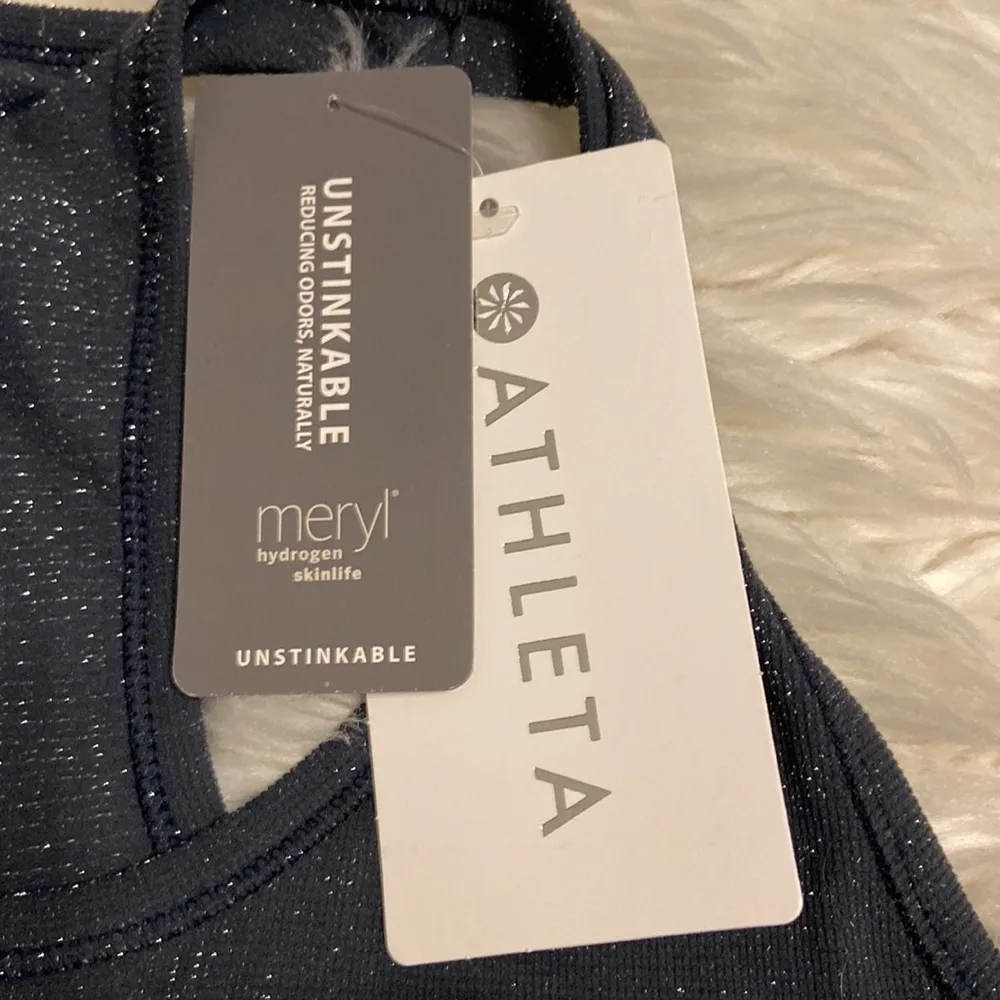 UNSTINKABLE
REDUCING ODORS, NATURALLY
meryl®
hydrogen
skinlife
UNSTINKABLE
ATHLETA